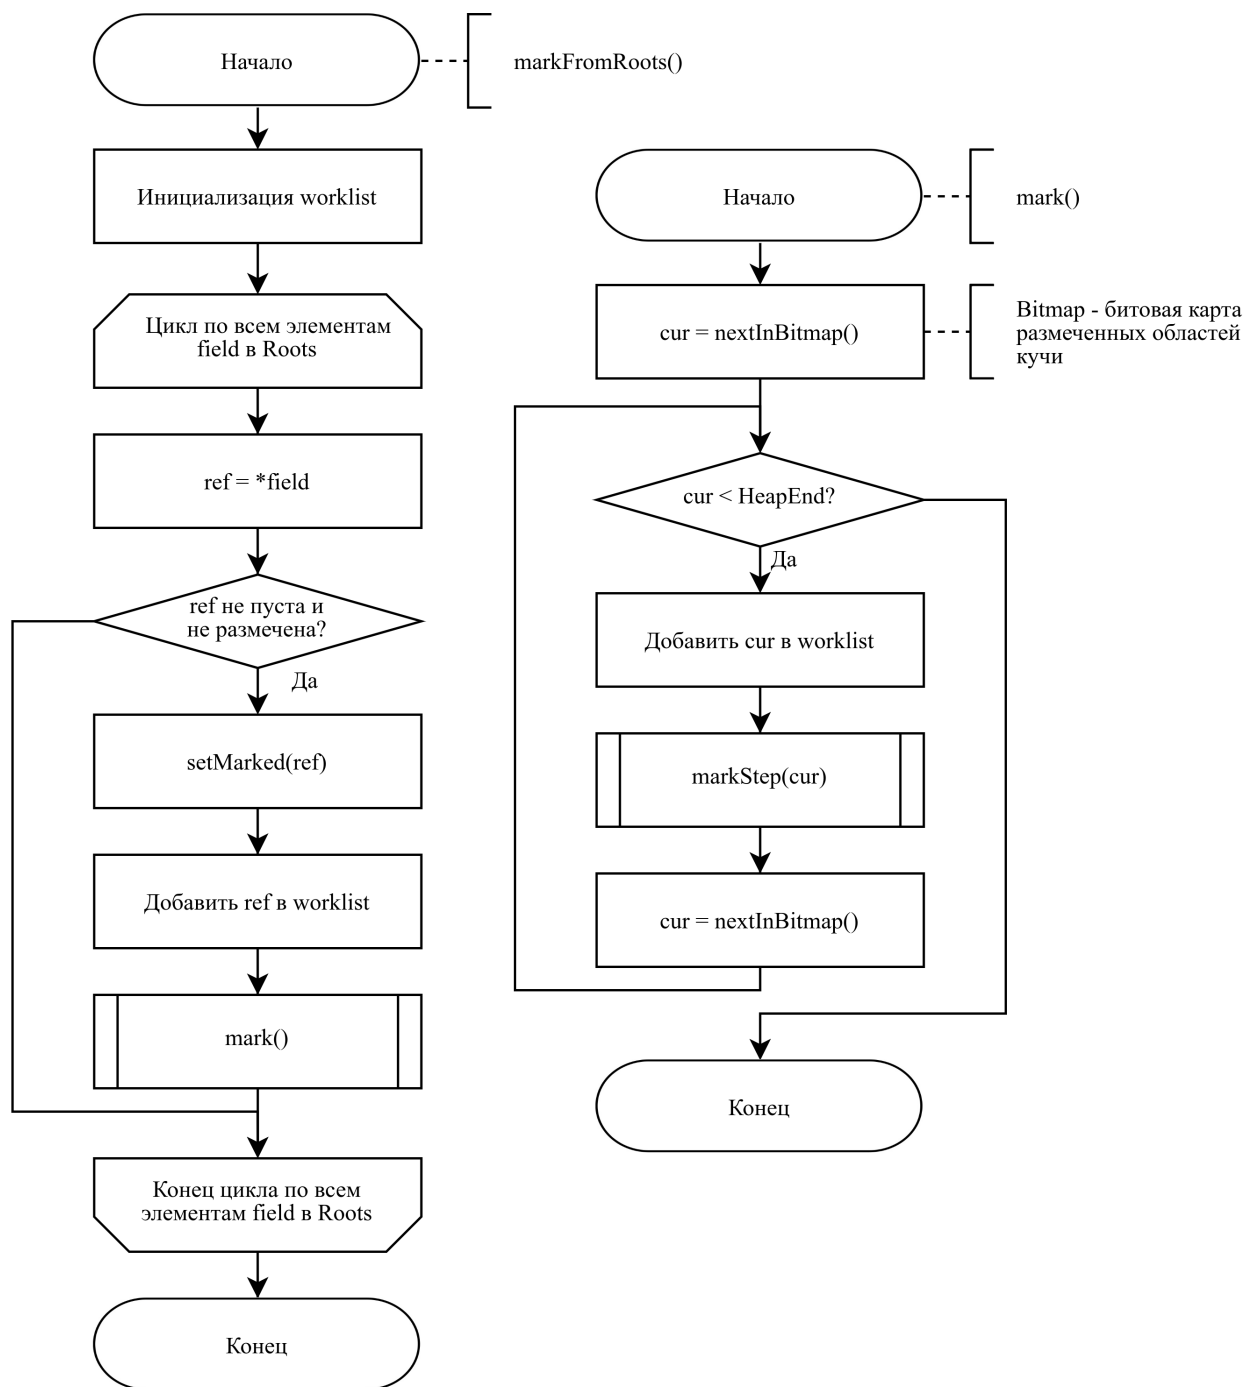 Начало
markFromRoots()
Инициализация worklist
Цикл по всем элементам
field в Roots
ref = *field
ref не пуста и
не размечена?
Да
setMarked(ref)
Добавить ref в worklist
mark()
Конец цикла по всем
элементам field в Roots
Конец
Начало
mark()
cur = nextInBitmap()
Bitmap - битовая карта
размеченных областей
кучи
cur < HeapEnd?
Да
Добавить cur в worklist
markStep(cur)
cur = nextInBitmap()
Конец